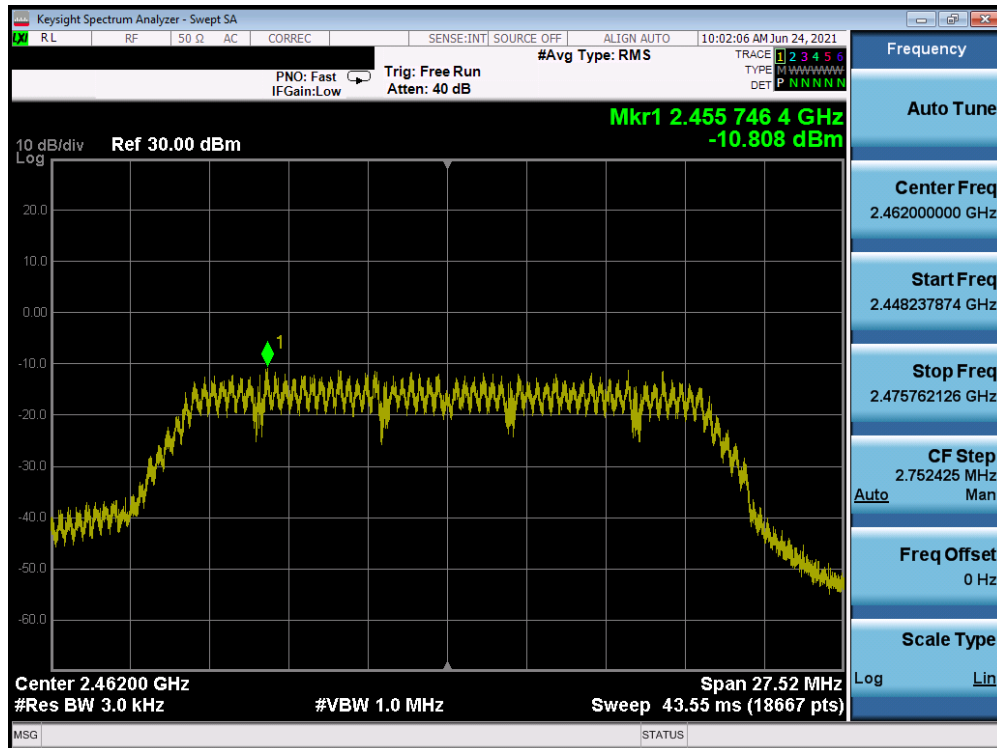 Keysight Spectrum Analyzer - Swept SA
LXI RL RF 50 Ω AC CORREC SENSE:INT SOURCE OFF ALIGN AUTO 10:02:06 AM Jun 24, 2021
#Avg Type: RMS
TRACE 1 2 3 4 5 6
TYPE M WWWWW
DET P N N N N N
PNO: Fast
IFGain:Low
Trig: Free Run
Atten: 40 dB
Mkr1 2.455 746 4 GHz
-10.808 dBm
10 dB/div Ref 30.00 dBm
Log
20.0
10.0
0.00
-10.0
-20.0
-30.0
-40.0
-50.0
-60.0
1
Center 2.46200 GHz Span 27.52 MHz
#Res BW 3.0 kHz #VBW 1.0 MHz Sweep 43.55 ms (18667 pts)
MSG STATUS
Frequency
Auto Tune
Center Freq
2.462000000 GHz
Start Freq
2.448237874 GHz
Stop Freq
2.475762126 GHz
CF Step
2.752425 MHz
Auto Man
Freq Offset
0 Hz
Scale Type
Log Lin